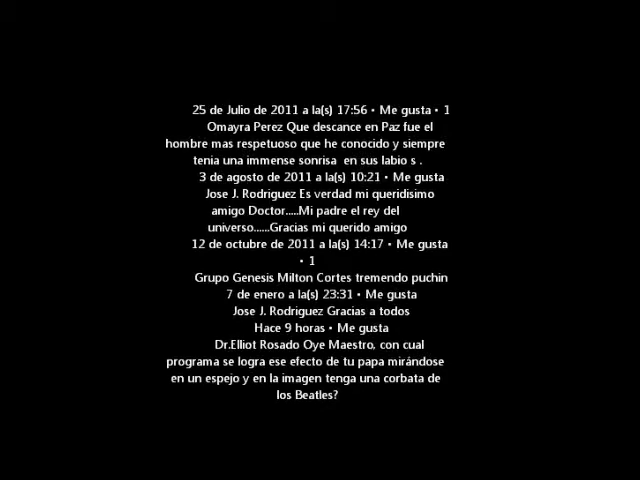 25 de Julio de 2011 a la(s) 17:56 • Me gusta • 1
Omayra Perez Que descance en Paz fue el
hombre mas respetuoso que he conocido y siempre
tenia una immense sonrisa en sus labio s .
3 de agosto de 2011 a la(s) 10:21 • Me gusta
Jose J. Rodriguez Es verdad mi queridisimo
amigo Doctor.....Mi padre el rey del
universo......Gracias mi querido amigo
12 de octubre de 2011 a la(s) 14:17 • Me gusta
• 1
Grupo Genesis Milton Cortes tremendo puchin
7 de enero a la(s) 23:31 • Me gusta
Jose J. Rodriguez Gracias a todos
Hace 9 horas • Me gusta
Dr.Elliot Rosado Oye Maestro, con cual
programa se logra ese efecto de tu papa mirándose
en un espejo y en la imagen tenga una corbata de
los Beatles?